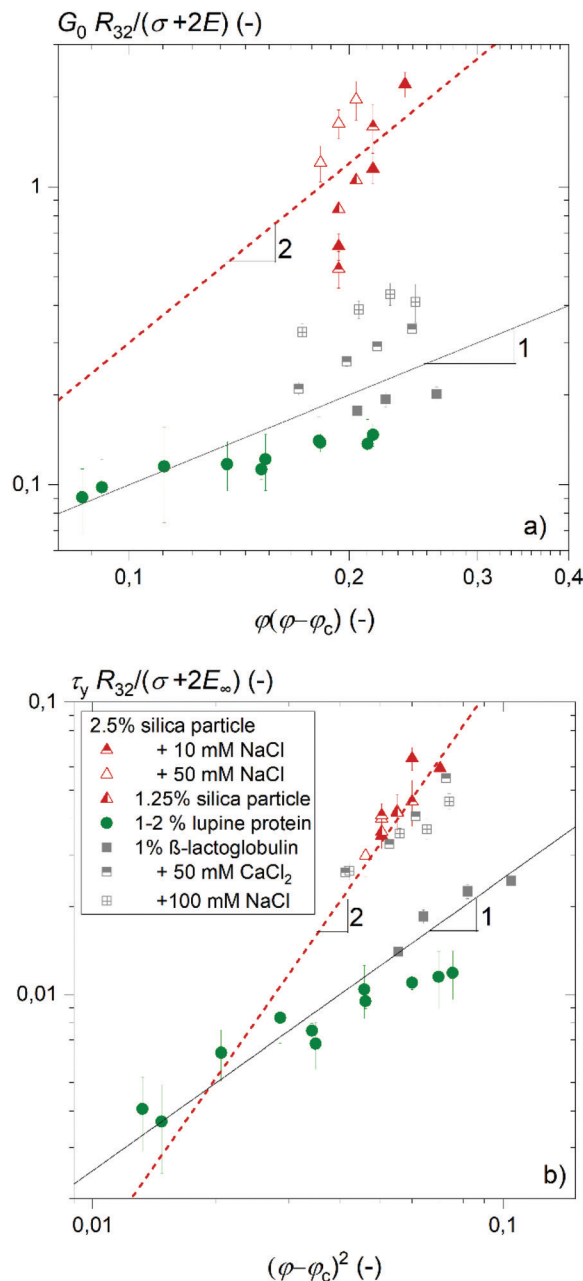 G₀ R₃₂/(σ+2E) (-)
1
0,1
2
1
a)
0,1
0,2
0,3
0,4
φ(φ−φc) (-)
τy R₃₂/(σ+2E∞) (-)
0,1
2.5% silica particle
+ 10 mM NaCl
+ 50 mM NaCl
1.25% silica particle
1-2 % lupine protein
1% ß-lactoglobulin
+ 50 mM CaCl₂
+100 mM NaCl
2
1
0,01
b)
0,01
0,1
(φ−φc)² (-)